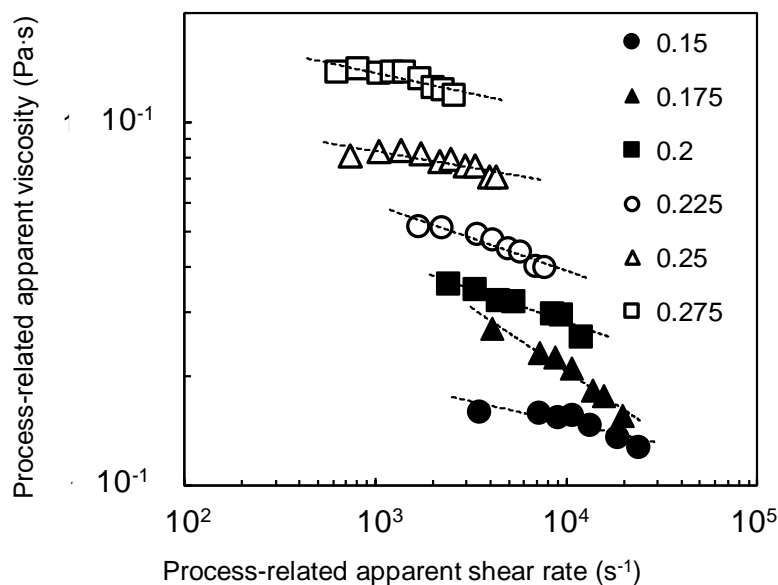 Process-related apparent viscosity (Pa·s)
10⁻¹
10⁻¹
10² 10³ 10⁴ 10⁵
Process-related apparent shear rate (s⁻¹)
0.15
0.175
0.2
0.225
0.25
0.275